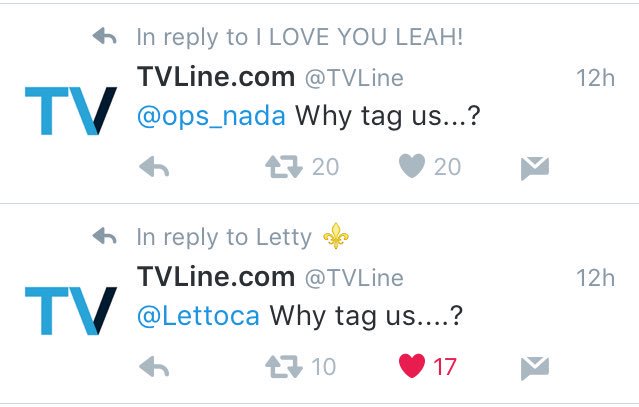 In reply to I LOVE YOU LEAH!
TVLine.com @TVLine 12h
TV
@ops_nada Why tag us...?
20 20
In reply to Letty ⚜️
TVLine.com @TVLine 12h
TV
@Lettoca Why tag us....?
10 17